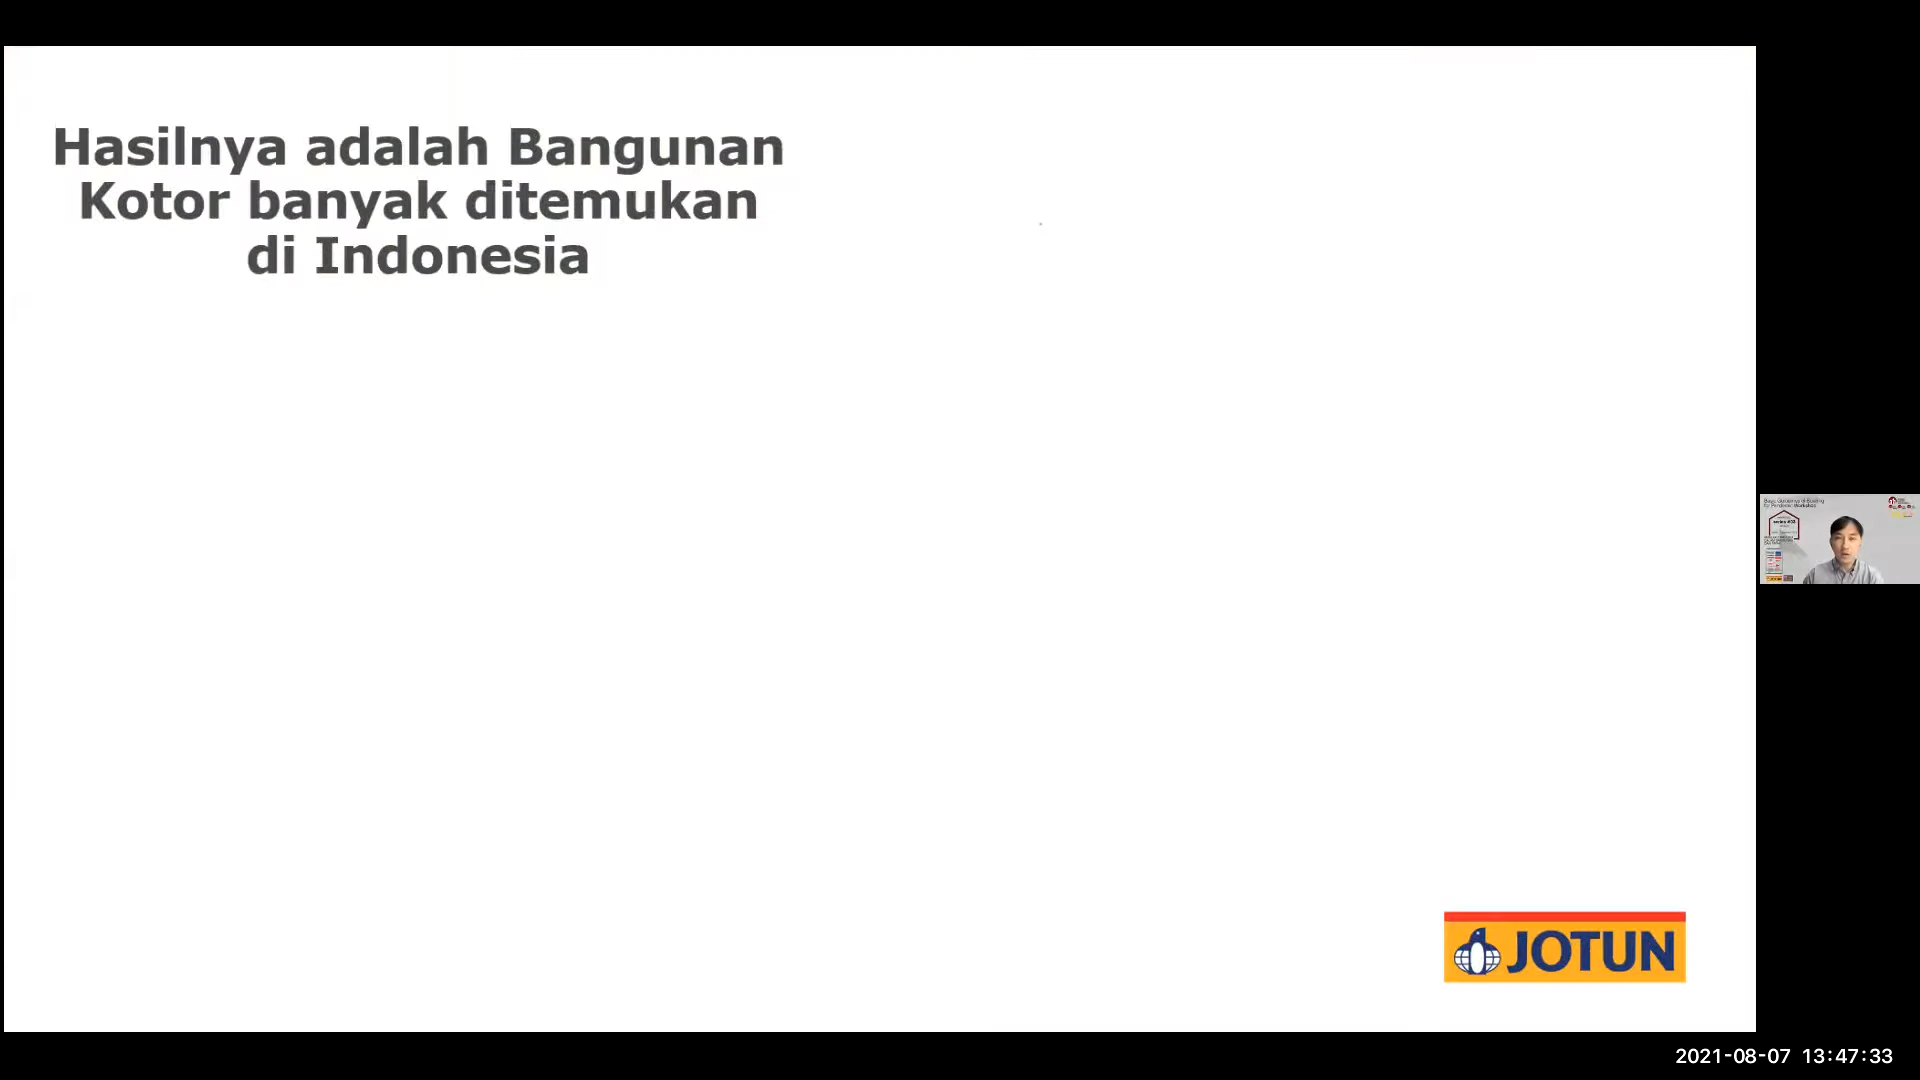 Hasilnya adalah Bangunan
Kotor banyak ditemukan
di Indonesia
JOTUN
2021-08-07 13:47:33